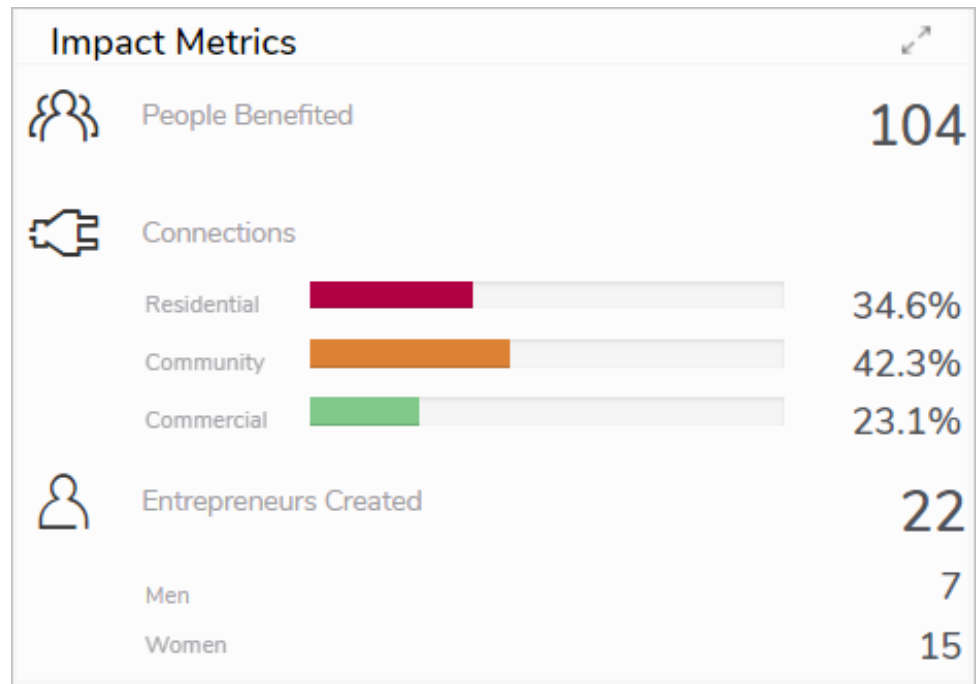 Impact Metrics
People Benefited 104
Connections
Residential 34.6%
Community 42.3%
Commercial 23.1%
Entrepreneurs Created 22
Men 7
Women 15